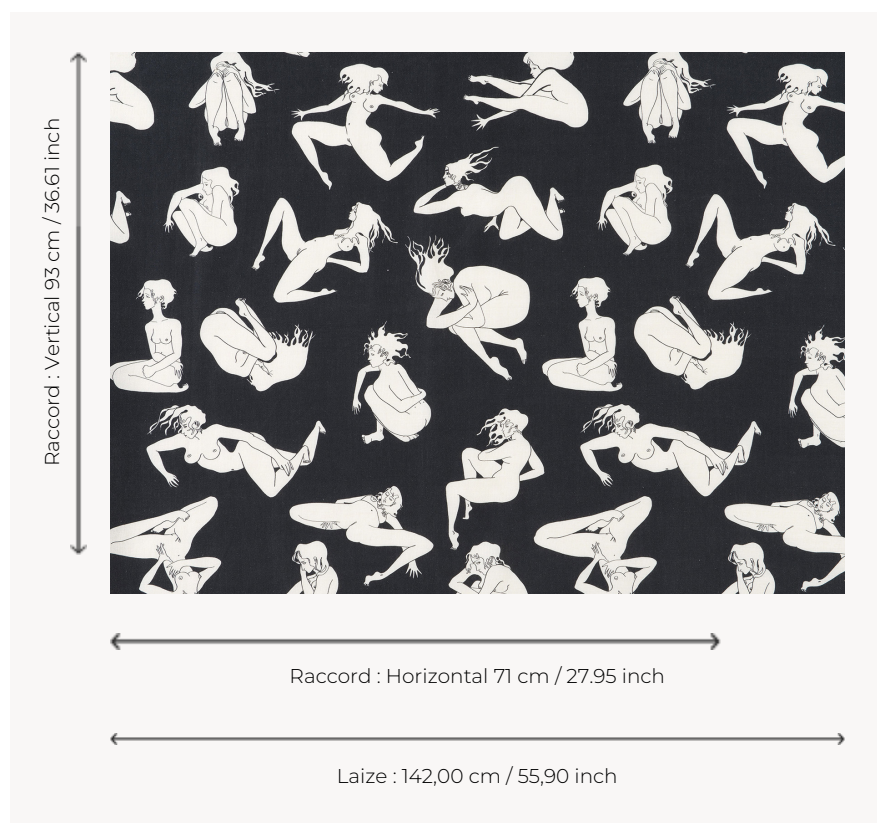 Raccord : Vertical 93 cm / 36.61 inch
Raccord : Horizontal 71 cm / 27.95 inch
Laize : 142,00 cm / 55,90 inch